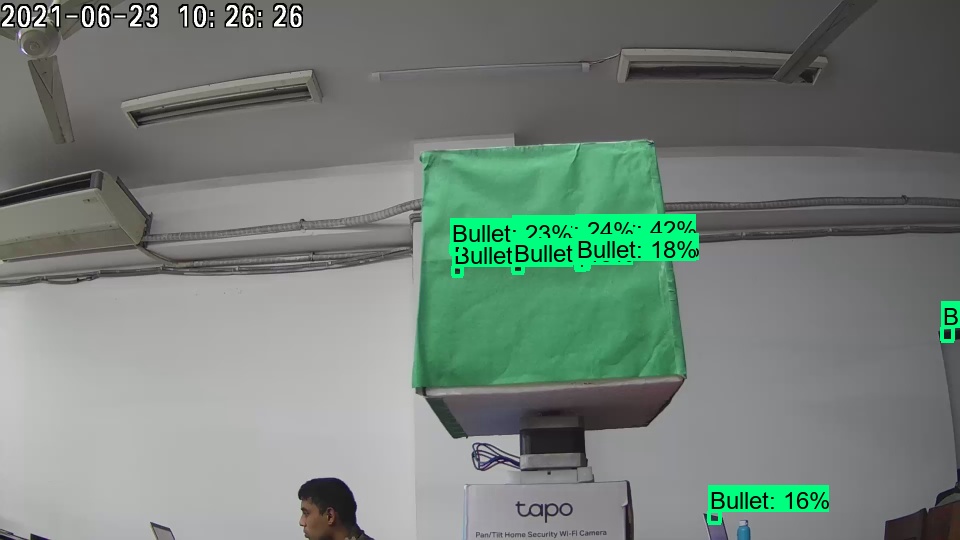 2021-06-23 10:26:26
Bullet: 23% : 24% : 42%
Bullet Bullet Bullet: 18%
B
Bullet: 16%
tapo
Pan/Tilt Home Security Wi-Fi Camera